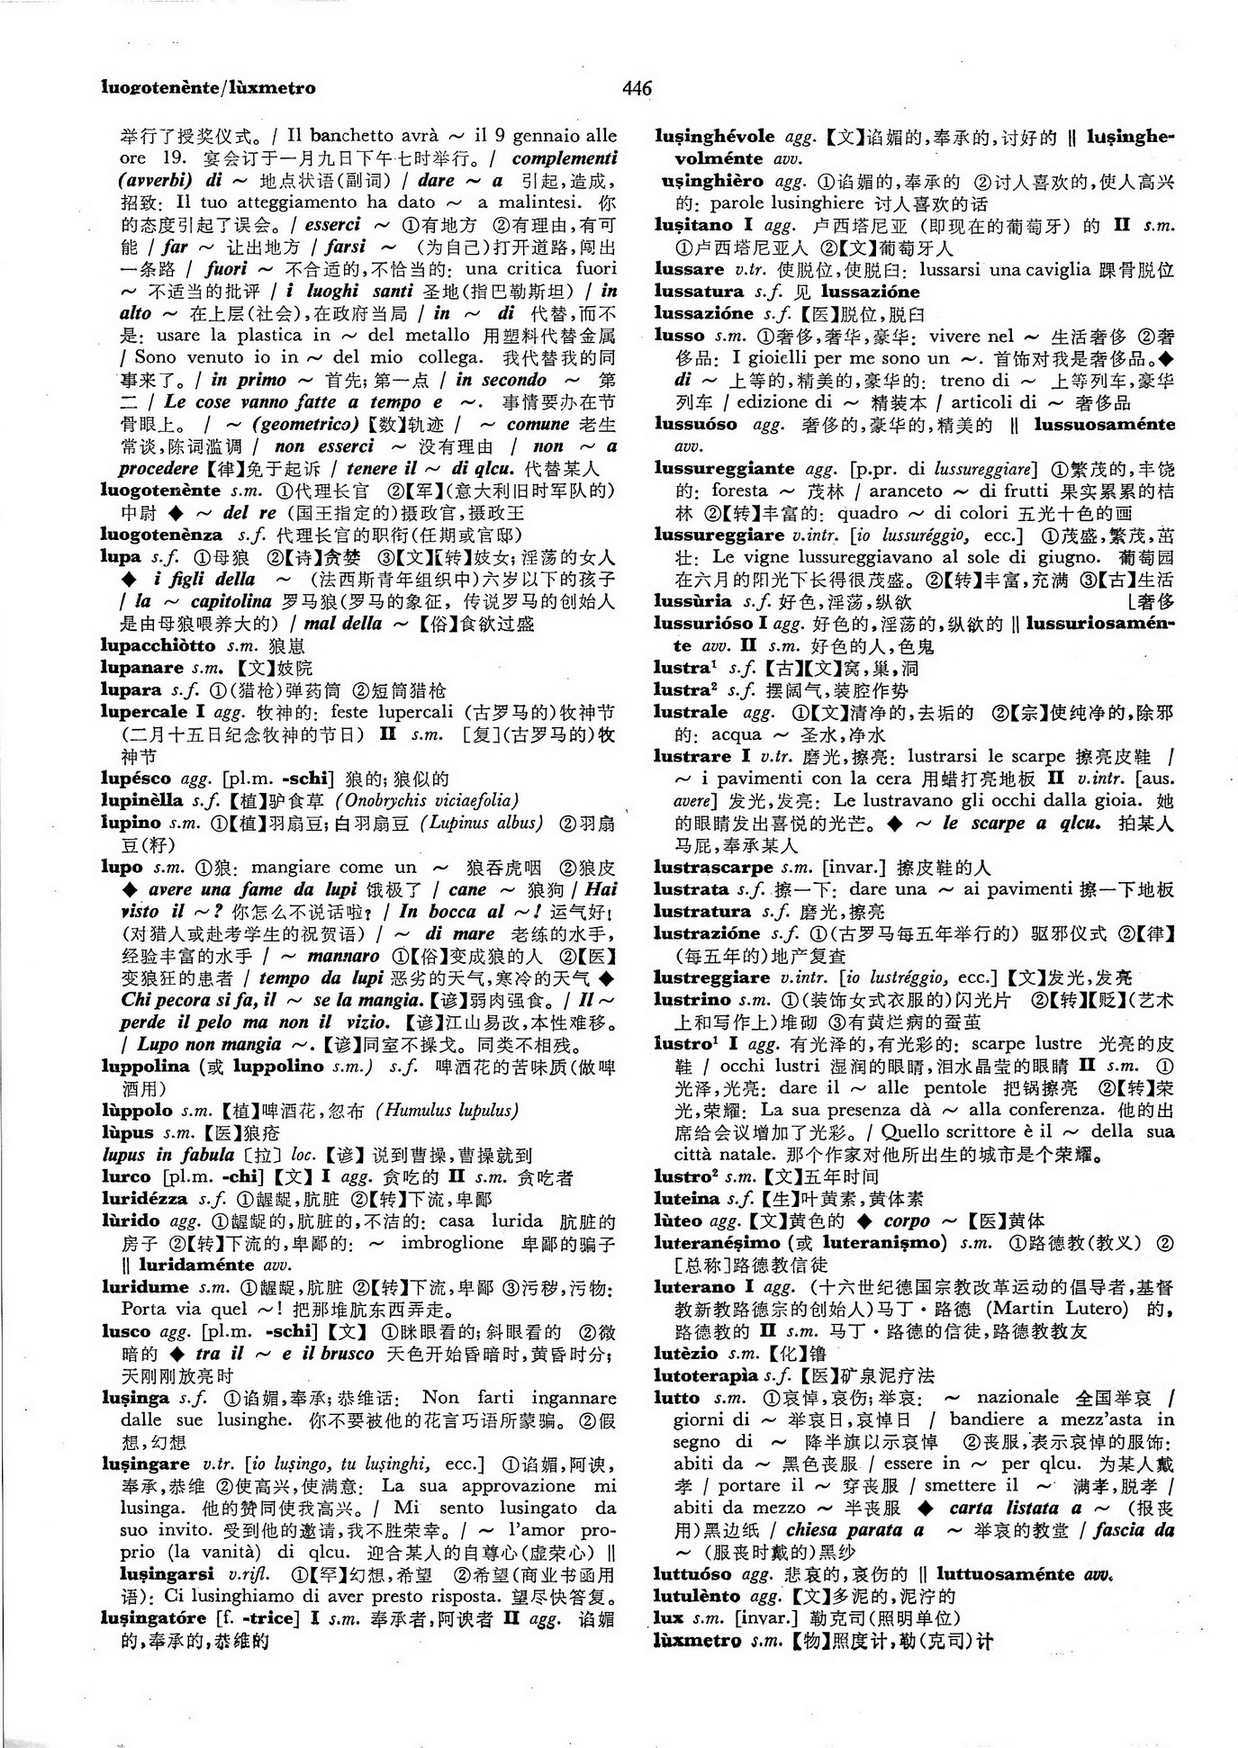 luogotenènte/lùxmetro
446
举行了授奖仪式。/ Il banchetto avrà ～ il 9 gennaio alle
ore 19. 宴会订于一月九日下午七时举行。/ complementi
(avverbi) di ～ 地点状语(副词) / dare ～ a 引起,造成,
招致: Il tuo atteggiamento ha dato ～ a malintesi. 你
的态度引起了误会。/ esserci ～ ①有地方 ②有理由,有可
能 / far ～ 让出地方 / farsi ～ (为自己)打开道路,闯出
一条路 / fuori ～ 不合适的,不恰当的: una critica fuori
～ 不适当的批评 / i luoghi santi 圣地(指巴勒斯坦) / in
alto ～ 在上层(社会),在政府当局 / in ～ di 代替,而不
是: usare la plastica in ～ del metallo 用塑料代替金属
/ Sono venuto io in ～ del mio collega. 我代替我的同
事来了。/ in primo ～ 首先; 第一点 / in secondo ～ 第
二 / Le cose vanno fatte a tempo e ～. 事情要办在节
骨眼上。 / ～ (geometrico)【数】轨迹 / ～ comune 老生
常谈,陈词滥调 / non esserci ～ 没有理由 / non ～ a
procedere【律】免于起诉 / tenere il ～ di qlcu. 代替某人
luogotenènte s.m. ①代理长官 ②【军】(意大利旧时军队的)
中尉 ◆ ～ del re (国王指定的)摄政官,摄政王
luogotenènza s.f. 代理长官的职衔(任期或官邸)
lupa s.f. ①母狼 ②【诗】贪婪 ③【文】【转】妓女; 淫荡的女人
◆ i figli della ～ (法西斯青年组织中)六岁以下的孩子
/ la ～ capitolina 罗马狼(罗马的象征, 传说罗马的创始人
是由母狼喂养大的) / mal della ～【俗】食欲过盛
lupacchiòtto s.m. 狼崽
lupanare s.m.【文】妓院
lupara s.f. ①(猎枪)弹药筒 ②短筒猎枪
lupercale I agg. 牧神的: feste lupercali (古罗马的)牧神节
(二月十五日纪念牧神的节日) II s.m. [复](古罗马的)牧
神节
lupésco agg. [pl.m. -schi] 狼的; 狼似的
lupinèlla s.f.【植】驴食草 (Onobrychis viciaefolia)
lupino s.m. ①【植】羽扇豆; 白羽扇豆 (Lupinus albus) ②羽扇
豆(籽)
lupo s.m. ①狼: mangiare come un ～ 狼吞虎咽 ②狼皮
◆ avere una fame da lupi 饿极了 / cane ～ 狼狗 / Hai
visto il ～? 你怎么不说话啦? / In bocca al ～! 运气好!
(对猎人或赴考学生的祝贺语) / ～ di mare 老练的水手,
经验丰富的水手 / ～ mannaro ①【俗】变成狼的人 ②【医】
变狼狂的患者 / tempo da lupi 恶劣的天气,寒冷的天气 ◆
Chi pecora si fa, il ～ se la mangia.【谚】弱肉强食。/ Il ～
perde il pelo ma non il vizio. 【谚】江山易改,本性难移。
/ Lupo non mangia ～.【谚】同室不操戈。同类不相残。
luppolina (或 luppolino s.m.) s.f. 啤酒花的苦味质(做啤
酒用)
lùppolo s.m.【植】啤酒花,忽布 (Humulus lupulus)
lùpus s.m.【医】狼疮
lupus in fabula [拉] loc.【谚】说到曹操,曹操就到
lurco [pl.m. -chi]【文】I agg. 贪吃的 II s.m. 贪吃者
luridézza s.f. ①龌龊,肮脏 ②【转】下流,卑鄙
lùrido agg. ①龌龊的,肮脏的,不洁的: casa lurida 肮脏的
房子 ②【转】下流的,卑鄙的: ～ imbroglione 卑鄙的骗子
‖ luridaménte avv.
luridume s.m. ①龌龊,肮脏 ②【转】下流,卑鄙 ③污秽,污物:
Porta via quel ～! 把那堆肮东西弄走。
lusco agg. [pl.m. -schi]【文】 ①眯眼看的; 斜眼看的 ②微
暗的 ◆ tra il ～ e il brusco 天色开始昏暗时,黄昏时分;
天刚刚放亮时
luṣinga s.f. ①谄媚,奉承; 恭维话: Non farti ingannare
dalle sue lusinghe. 你不要被他的花言巧语所蒙骗。②假
想,幻想
luṣingare v.tr. [io luṣingo, tu luṣinghi, ecc.] ①谄媚,阿谀,
奉承,恭维 ②使高兴,使满意: La sua approvazione mi
lusinga. 他的赞同使我高兴。/ Mi sento lusingato da
suo invito. 受到他的邀请,我不胜荣幸。/ ～ l'amor pro-
prio (la vanità) di qlcu. 迎合某人的自尊心(虚荣心) ‖
luṣingarsi v.rifl. ①【罕】幻想,希望 ②希望(商业书函用
语): Ci lusinghiamo di aver presto risposta. 望尽快答复。
luṣingatóre [f. -trice] I s.m. 奉承者,阿谀者 II agg. 谄媚
的,奉承的,恭维的
luṣinghévole agg.【文】谄媚的,奉承的,讨好的 ‖ luṣinghe-
volménte avv.
uṣinghièro agg. ①谄媚的,奉承的 ②讨人喜欢的,使人高兴
的: parole lusinghiere 讨人喜欢的话
luṣitano I agg. 卢西塔尼亚 (即现在的葡萄牙) 的 II s.m.
①卢西塔尼亚人 ②【文】葡萄牙人
lussare v.tr. 使脱位,使脱臼: lussarsi una caviglia 踝骨脱位
lussatura s.f. 见 lussazióne
lussazióne s.f.【医】脱位,脱臼
lusso s.m. ①奢侈,奢华,豪华: vivere nel ～ 生活奢侈 ②奢
侈品: I gioielli per me sono un ～. 首饰对我是奢侈品。◆
di ～ 上等的,精美的,豪华的: treno di ～ 上等列车,豪华
列车 / edizione di ～ 精装本 / articoli di ～ 奢侈品
lussuóso agg. 奢侈的,豪华的,精美的 ‖ lussuosaménte
avv.
lussureggiante agg. [p.pr. di lussureggiare] ①繁茂的,丰饶
的: foresta ～ 茂林 / aranceto ～ di frutti 果实累累的桔
林 ②【转】丰富的: quadro ～ di colori 五光十色的画
lussureggiare v.intr. [io lussuréggio, ecc.] ①茂盛,繁茂,茁
壮: Le vigne lussureggiavano al sole di giugno. 葡萄园
在六月的阳光下长得很茂盛。②【转】丰富,充满 ③【古】生活
lussùria s.f. 好色,淫荡,纵欲 ⌊奢侈
lussurióso I agg. 好色的,淫荡的,纵欲的 ‖ lussuriosamén-
te avv. II s.m. 好色的人,色鬼
lustra¹ s.f.【古】【文】窝,巢,洞
lustra² s.f. 摆阔气,装腔作势
lustrale agg. ①【文】清净的,去垢的 ②【宗】使纯净的,除邪
的: acqua ～ 圣水,净水
lustrare I v.tr. 磨光,擦亮: lustrarsi le scarpe 擦亮皮鞋 /
～ i pavimenti con la cera 用蜡打亮地板 II v.intr. [aus.
avere] 发光,发亮: Le lustravano gli occhi dalla gioia. 她
的眼睛发出喜悦的光芒。◆ ～ le scarpe a qlcu. 拍某人
马屁,奉承某人
lustrascarpe s.m. [invar.] 擦皮鞋的人
lustrata s.f. 擦一下: dare una ～ ai pavimenti 擦一下地板
lustratura s.f. 磨光,擦亮
lustrazióne s.f. ①(古罗马每五年举行的) 驱邪仪式 ②【律】
(每五年的)地产复查
lustreggiare v.intr. [io lustréggio, ecc.]【文】发光,发亮
lustrino s.m. ①(装饰女式衣服的)闪光片 ②【转】【贬】(艺术
上和写作上)堆砌 ③有黄烂病的蚕茧
lustro¹ I agg. 有光泽的,有光彩的: scarpe lustre 光亮的皮
鞋 / occhi lustri 湿润的眼睛,泪水晶莹的眼睛 II s.m. ①
光泽,光亮: dare il ～ alle pentole 把锅擦亮 ②【转】荣
光,荣耀: La sua presenza dà ～ alla conferenza. 他的出
席给会议增加了光彩。/ Quello scrittore è il ～ della sua
città natale. 那个作家对他所出生的城市是个荣耀。
lustro² s.m.【文】五年时间
luteina s.f.【生】叶黄素,黄体素
lùteo agg.【文】黄色的 ◆ corpo ～【医】黄体
luteranéṣimo (或 luteraniṣmo) s.m. ①路德教(教义) ②
[总称]路德教信徒
luterano I agg. (十六世纪德国宗教改革运动的倡导者,基督
教新教路德宗的创始人)马丁·路德 (Martin Lutero) 的,
路德教的 II s.m. 马丁·路德的信徒,路德教教友
lutèzio s.m.【化】镥
lutoterapìa s.f.【医】矿泉泥疗法
lutto s.m. ①哀悼,哀伤; 举哀: ～ nazionale 全国举哀 /
giorni di ～ 举哀日,哀悼日 / bandiere a mezz'asta in
segno di ～ 降半旗以示哀悼 ②丧服,表示哀悼的服饰:
abiti da ～ 黑色丧服 / essere in ～ per qlcu. 为某人戴
孝 / portare il ～ 穿丧服 / smettere il ～ 满孝,脱孝 /
abiti da mezzo ～ 半丧服 ◆ carta listata a ～ (报丧
用)黑边纸 / chiesa parata a ～ 举哀的教堂 / fascia da
～ (服丧时戴的)黑纱
luttuóso agg. 悲哀的,哀伤的 ‖ luttuosaménte avv.
lutulènto agg.【文】多泥的,泥泞的
lux s.m. [invar.] 勒克司(照明单位)
lùxmetro s.m.【物】照度计,勒(克司)计